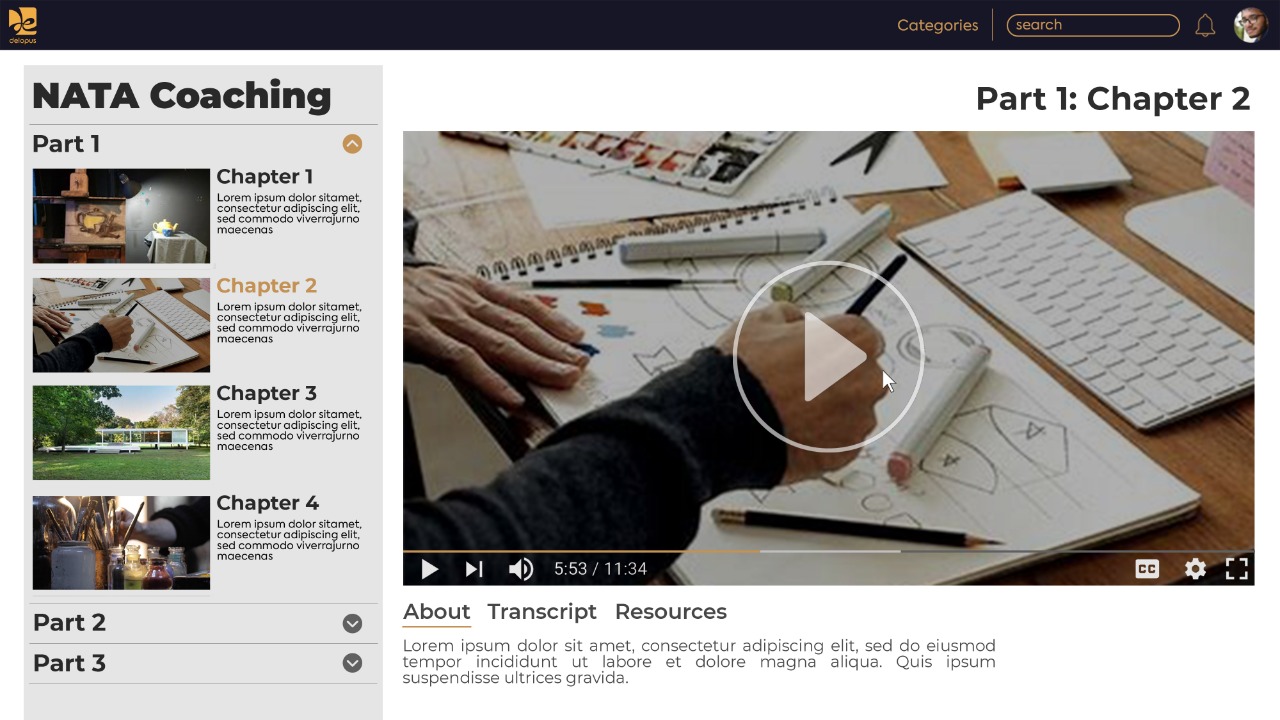 delopus
Categories
search
NATA Coaching
Part 1
Chapter 1
Lorem ipsum dolor sitamet,
consectetur adipiscing elit,
sed commodo viverrajurno
maecenas
Chapter 2
Lorem ipsum dolor sitamet,
consectetur adipiscing elit,
sed commodo viverrajurno
maecenas
Chapter 3
Lorem ipsum dolor sitamet,
consectetur adipiscing elit,
sed commodo viverrajurno
maecenas
Chapter 4
Lorem ipsum dolor sitamet,
consectetur adipiscing elit,
sed commodo viverrajurno
maecenas
Part 2
Part 3
Part 1: Chapter 2
5:53 / 11:34
CC
About Transcript Resources
Lorem ipsum dolor sit amet, consectetur adipiscing elit, sed do eiusmod
tempor incididunt ut labore et dolore magna aliqua. Quis ipsum
suspendisse ultrices gravida.